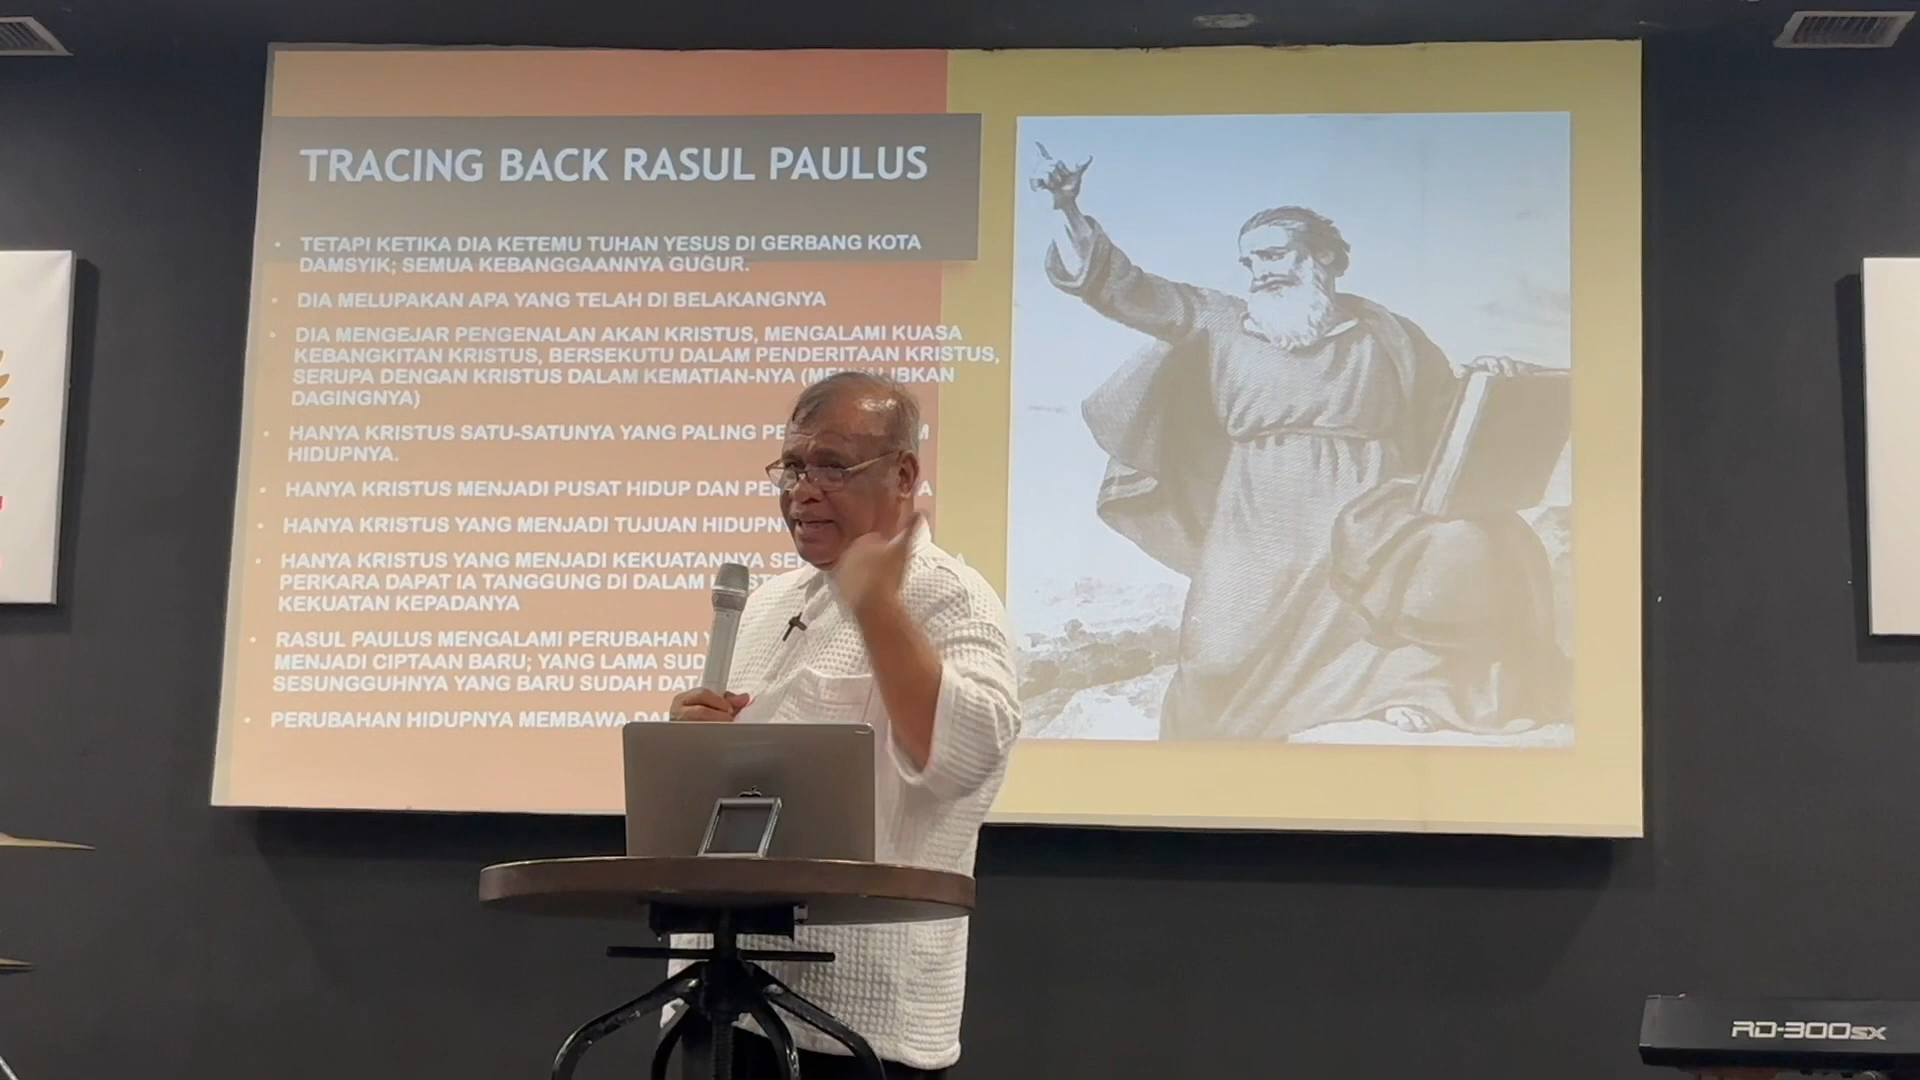 TRACING BACK RASUL PAULUS
• TETAPI KETIKA DIA KETEMU TUHAN YESUS DI GERBANG KOTA
DAMSYIK; SEMUA KEBANGGAANNYA GUGUR.
• DIA MELUPAKAN APA YANG TELAH DI BELAKANGNYA
• DIA MENGEJAR PENGENALAN AKAN KRISTUS, MENGALAMI KUASA
KEBANGKITAN KRISTUS, BERSEKUTU DALAM PENDERITAAN KRISTUS,
SERUPA DENGAN KRISTUS DALAM KEMATIAN-NYA (MENYALIBKAN
DAGINGNYA)
• HANYA KRISTUS SATU-SATUNYA YANG PALING
HIDUPNYA.
• HANYA KRISTUS MENJADI PUSAT HIDUP DAN
• HANYA KRISTUS YANG MENJADI TUJUAN
• HANYA KRISTUS YANG MENJADI KEKUATANNYA
PERKARA DAPAT IA TANGGUNG DI DALAM
KEKUATAN KEPADANYA
• RASUL PAULUS MENGALAMI PERUBAHAN
MENJADI CIPTAAN BARU; YANG LAMA
SESUNGGUHNYA YANG BARU SUDAH
• PERUBAHAN HIDUPNYA MEMBAWA
RD-300SX